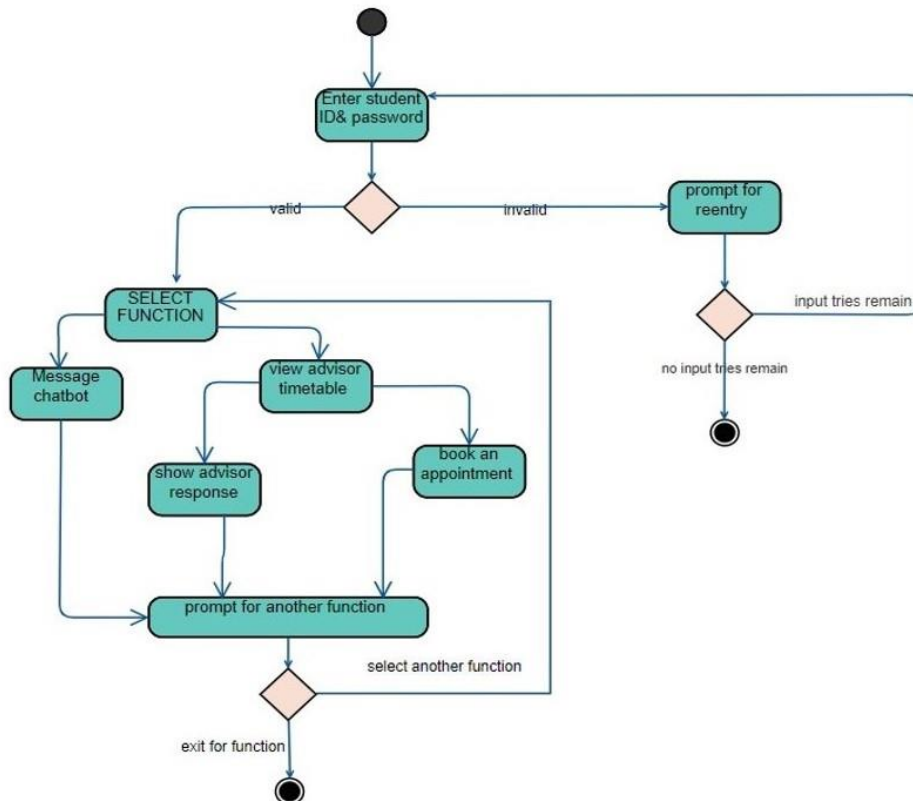 Enter student
ID& password
valid
invalid
prompt for
reentry
SELECT
FUNCTION
input tries remain
Message
chatbot
view advisor
timetable
no input tries remain
show advisor
response
book an
appointment
prompt for another function
select another function
exit for function